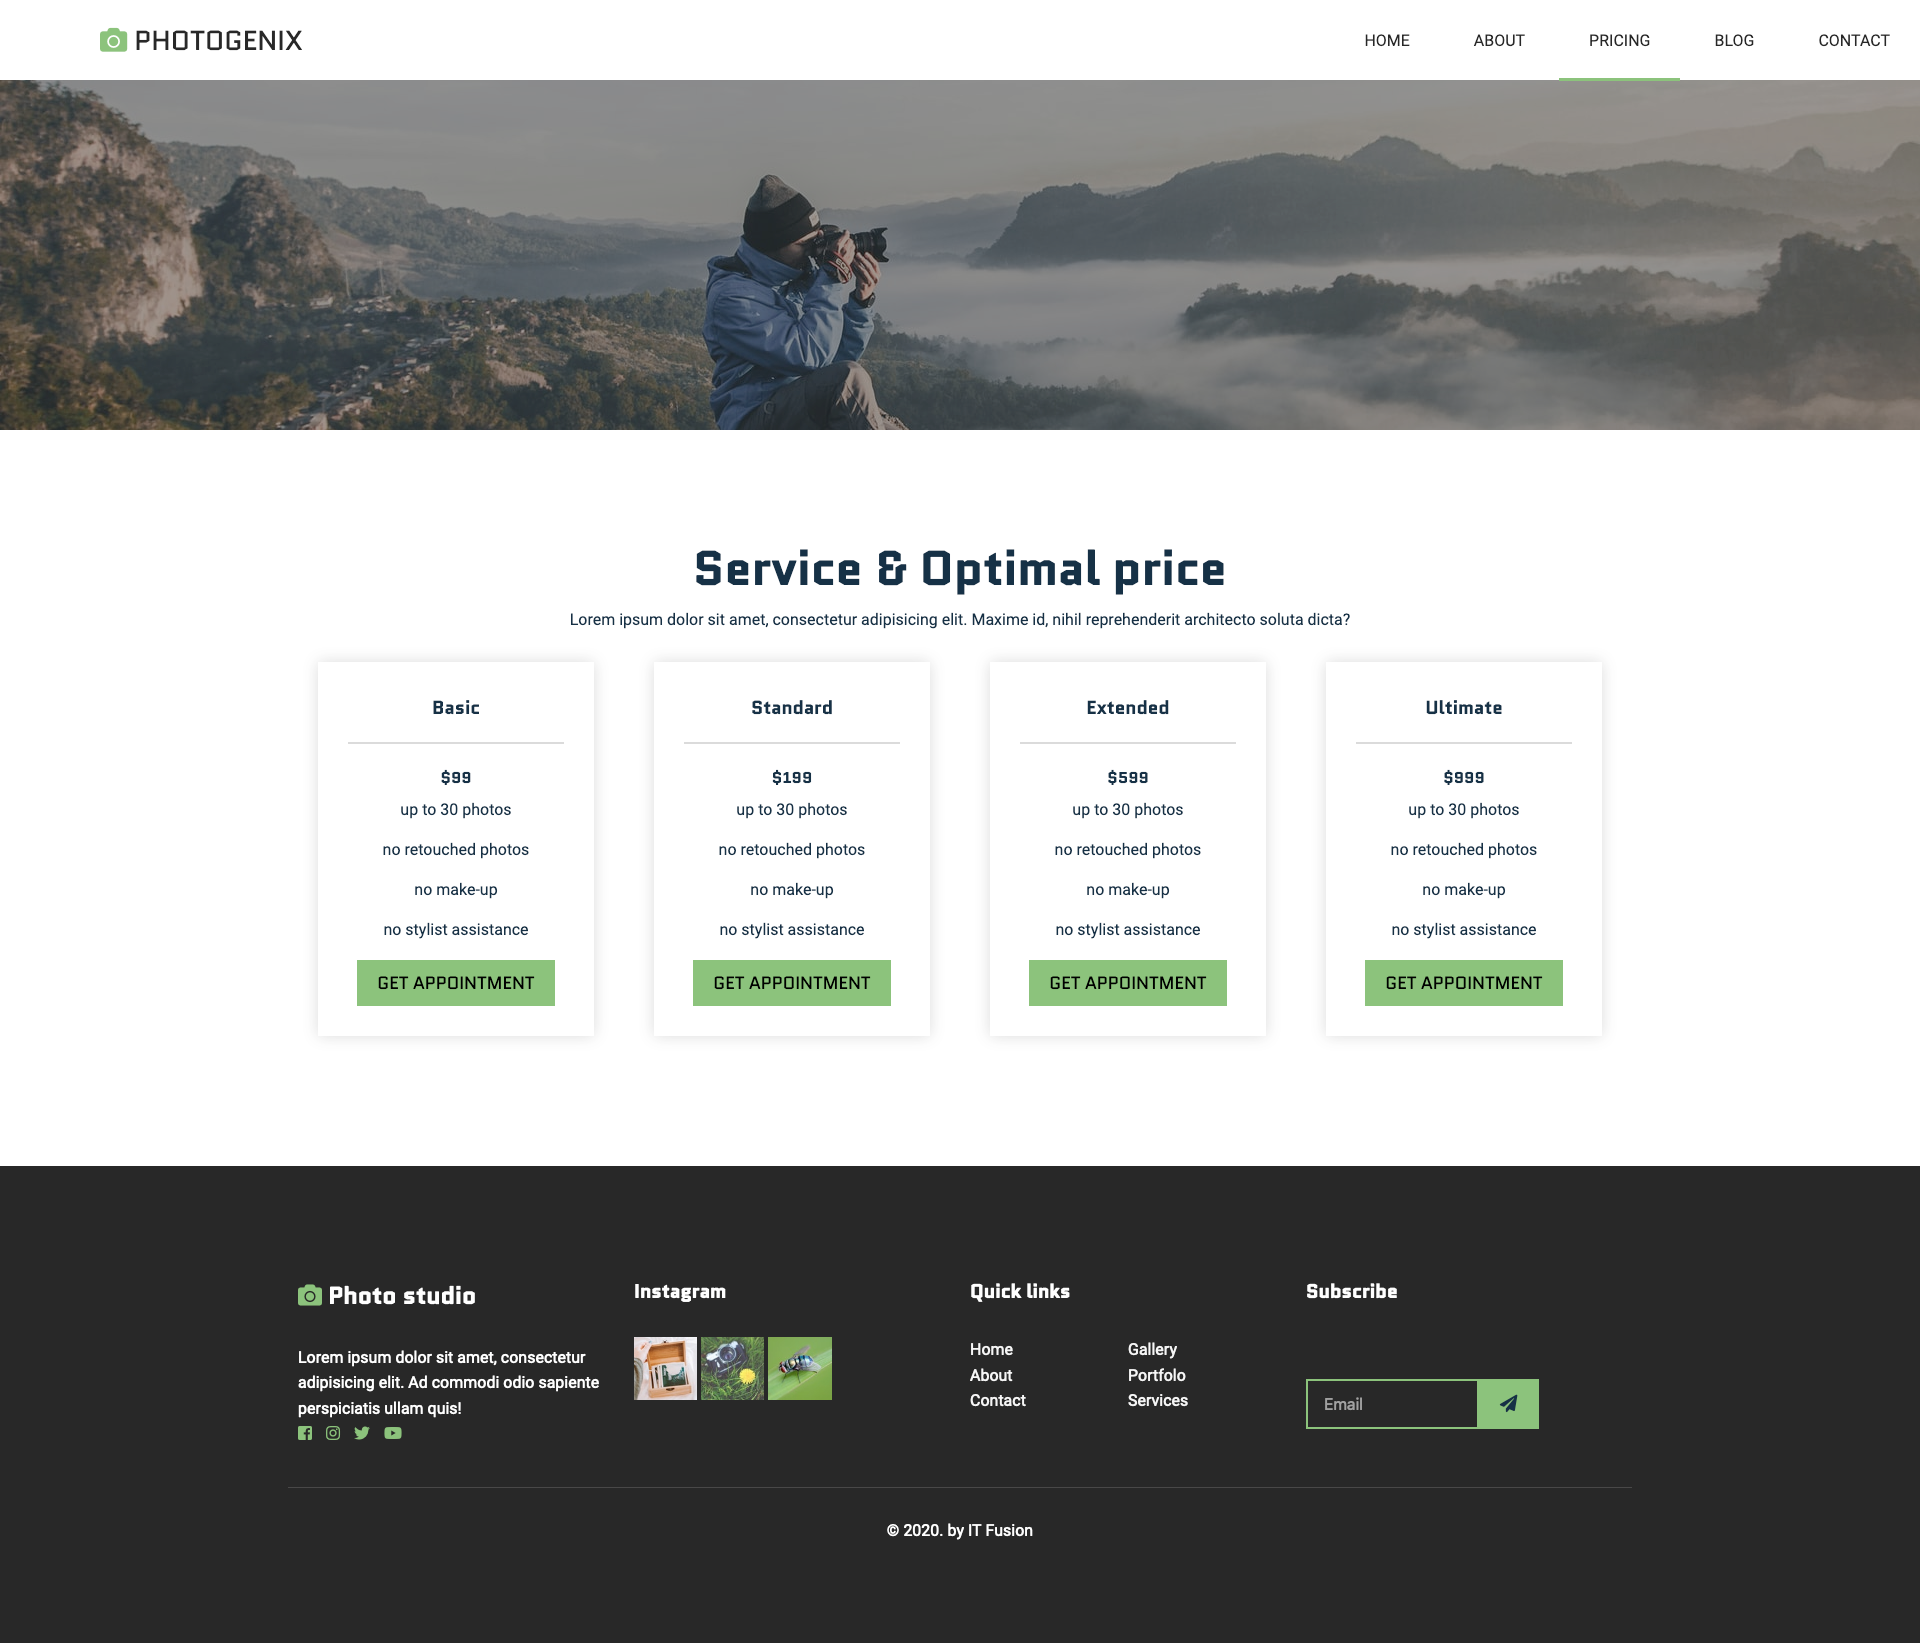 PHOTOGENIX
HOME ABOUT PRICING BLOG CONTACT
Service & Optimal price
Lorem ipsum dolor sit amet, consectetur adipisicing elit. Maxime id, nihil reprehenderit architecto soluta dicta?
Basic
$99
up to 30 photos
no retouched photos
no make-up
no stylist assistance
GET APPOINTMENT
Standard
$199
up to 30 photos
no retouched photos
no make-up
no stylist assistance
GET APPOINTMENT
Extended
$599
up to 30 photos
no retouched photos
no make-up
no stylist assistance
GET APPOINTMENT
Ultimate
$999
up to 30 photos
no retouched photos
no make-up
no stylist assistance
GET APPOINTMENT
Photo studio
Lorem ipsum dolor sit amet, consectetur
adipisicing elit. Ad commodi odio sapiente
perspiciatis ullam quis!
Instagram
Quick links
Home
About
Contact
Gallery
Portfolo
Services
Subscribe
Email
© 2020. by IT Fusion